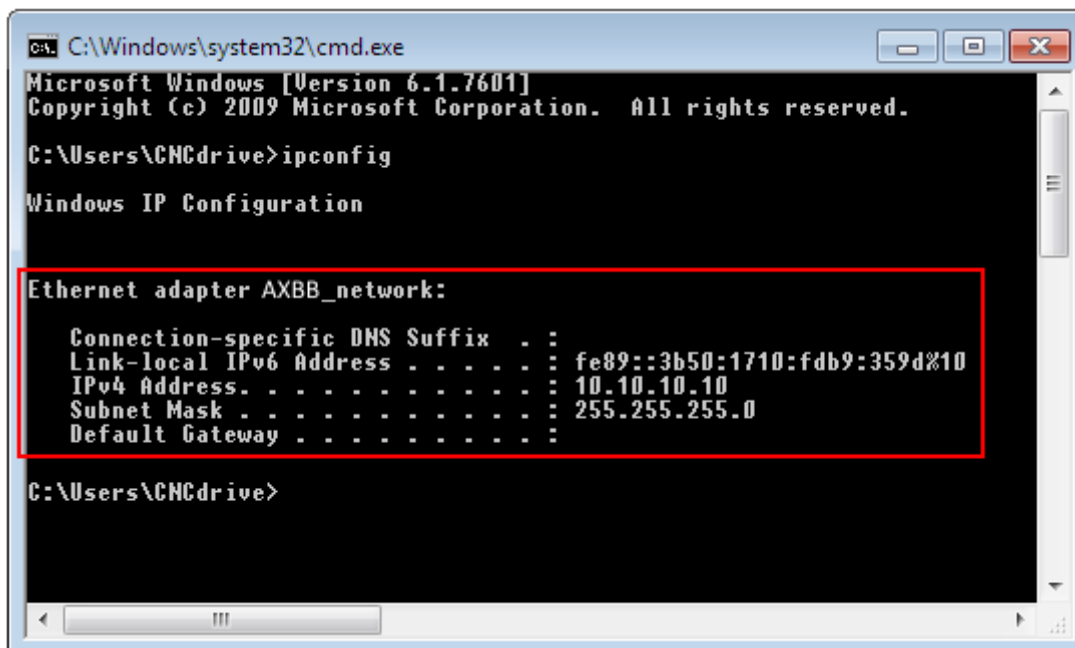 C:\Windows\system32\cmd.exe
Microsoft Windows [Version 6.1.7601]
Copyright (c) 2009 Microsoft Corporation.  All rights reserved.
C:\Users\CNCdrive>ipconfig
Windows IP Configuration
Ethernet adapter AXBB_network:
Connection-specific DNS Suffix  . :
Link-local IPv6 Address . . . . . : fe89::3b50:1710:fdb9:359d%10
IPv4 Address. . . . . . . . . . . : 10.10.10.10
Subnet Mask . . . . . . . . . . . : 255.255.255.0
Default Gateway . . . . . . . . . :
C:\Users\CNCdrive>